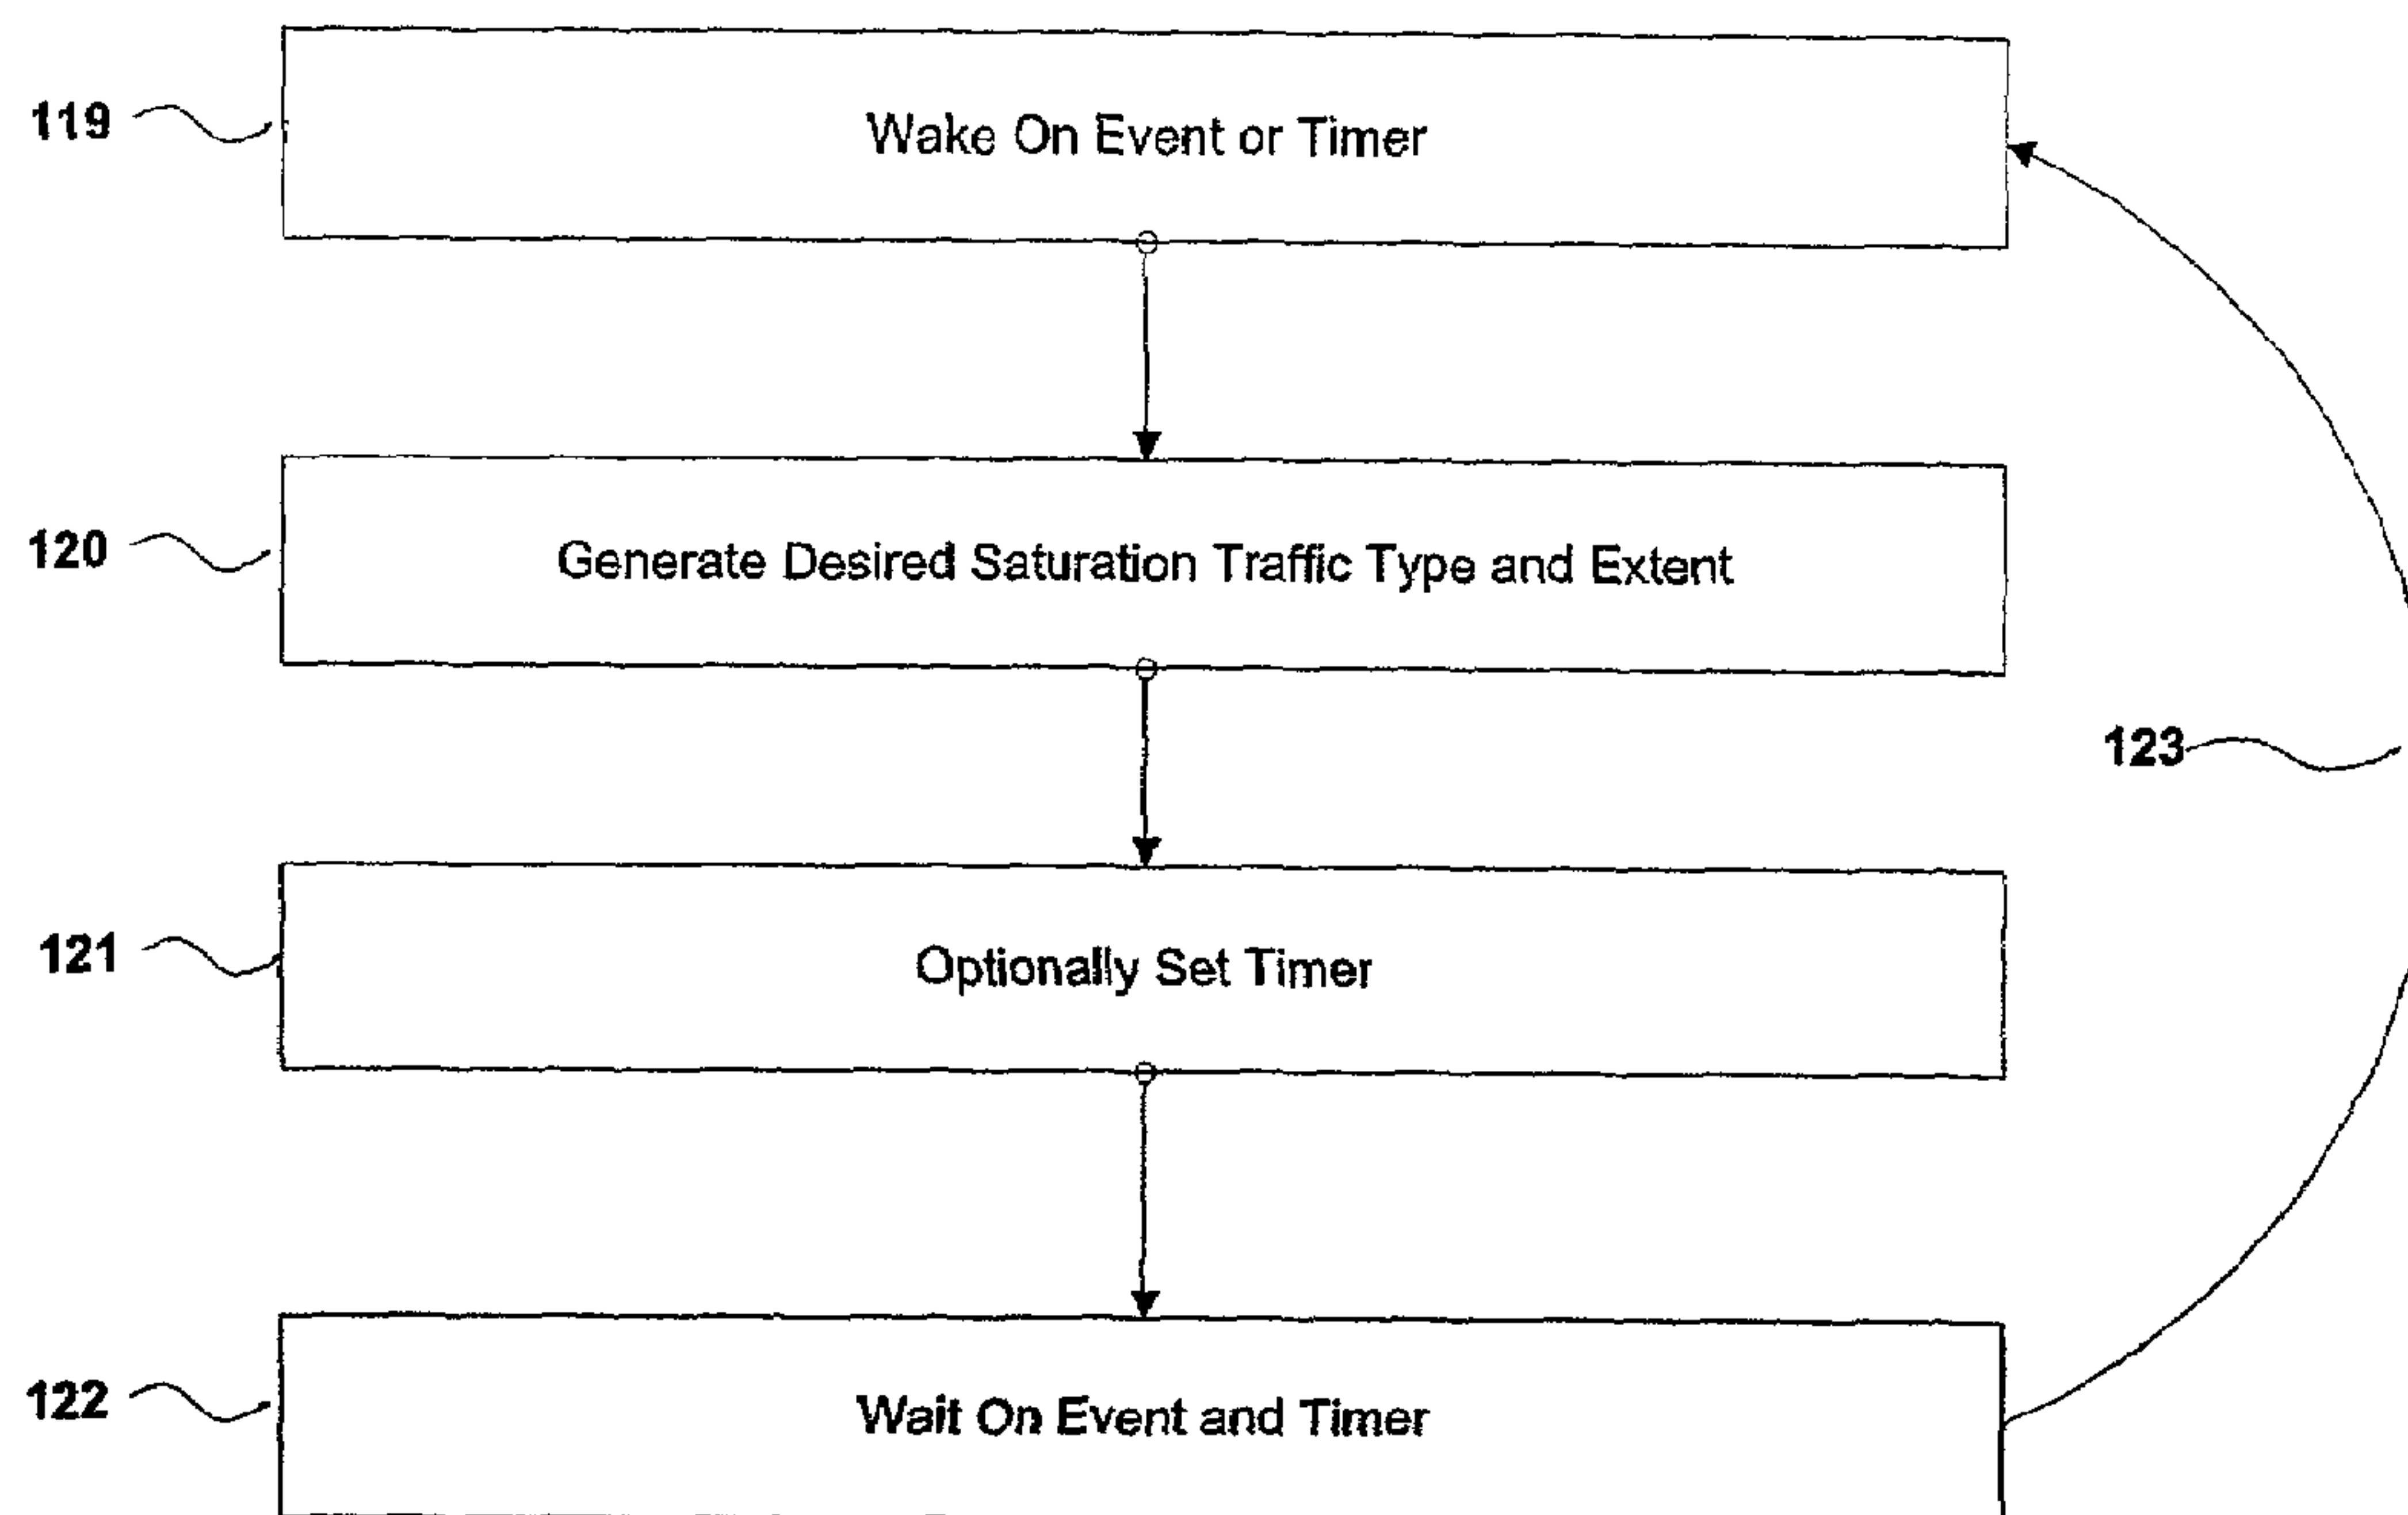 119
Wake On Event or Timer
120
Generate Desired Saturation Traffic Type and Extent
123
121
Optionally Set Timer
122
Wait On Event and Timer